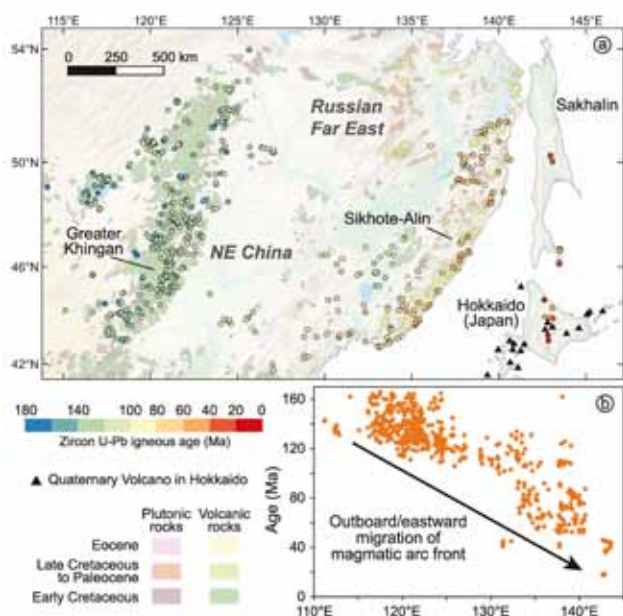 115°E 120°E 125°E 130°E 135°E 140°E 145°E
54°N
0 250 500 km
a
Russian
Far East
Sakhalin
50°N
Sikhote-Alin
Greater
Khingan
NE China
46°N
Hokkaido
(Japan)
42°N
180 140 100 80 60 40 20 0
Zircon U-Pb igneous age (Ma)
▲ Quaternary Volcano in Hokkaido
Plutonic rocks
Volcanic rocks
Eocene
Late Cretaceous
to Paleocene
Early Cretaceous
b
160
120
80
40
0
Age (Ma)
Outboard/eastward
migration of
magmatic arc front
110°E 120°E 130°E 140°E